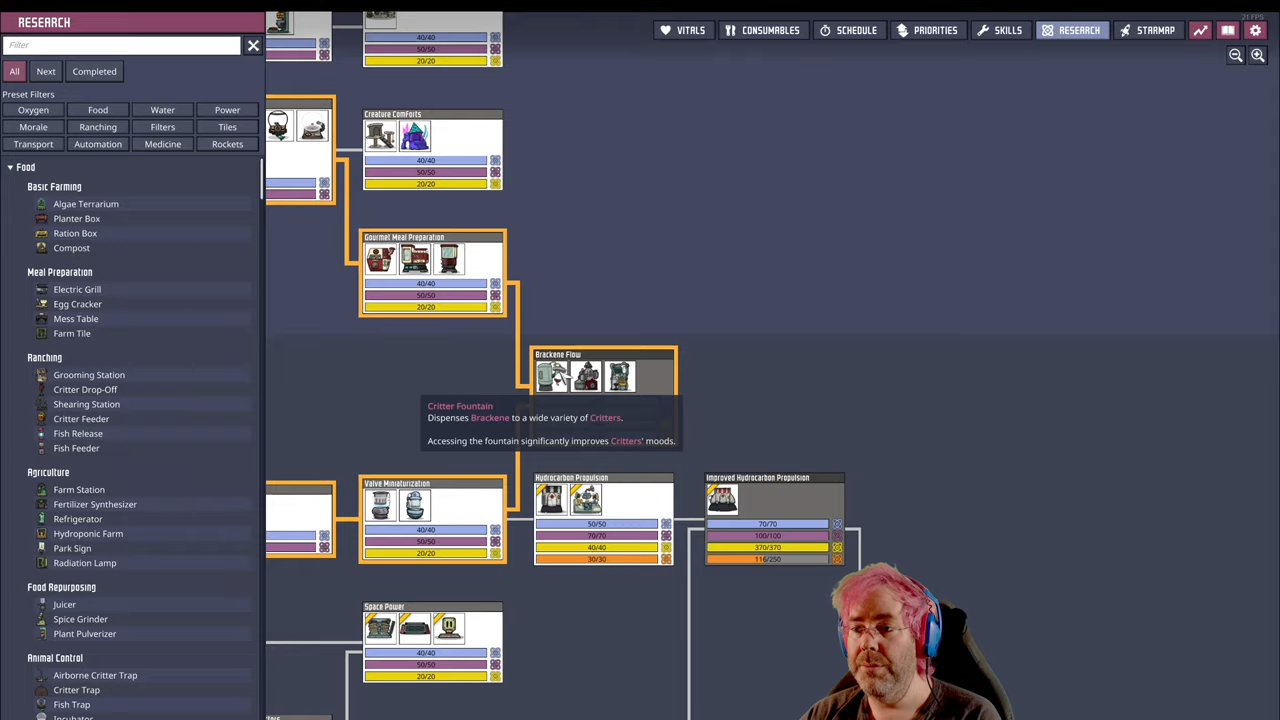 RESEARCH
21 FPS
VITALS
CONSUMABLES
SCHEDULE
PRIORITIES
SKILLS
RESEARCH
STARMAP
Filter
All
Next
Completed
Preset Filters
Oxygen
Food
Water
Power
Morale
Ranching
Filters
Tiles
Transport
Automation
Medicine
Rockets
Food
Basic Farming
Algae Terrarium
Planter Box
Ration Box
Compost
Meal Preparation
Electric Grill
Egg Cracker
Mess Table
Farm Tile
Ranching
Grooming Station
Critter Drop-Off
Shearing Station
Critter Feeder
Fish Release
Fish Feeder
Agriculture
Farm Station
Fertilizer Synthesizer
Refrigerator
Hydroponic Farm
Park Sign
Radiation Lamp
Food Repurposing
Juicer
Spice Grinder
Plant Pulverizer
Animal Control
Airborne Critter Trap
Critter Trap
Fish Trap
Incubator
40/40
50/50
20/20
Creature Comforts
40/40
50/50
20/20
Gourmet Meal Preparation
40/40
50/50
20/20
Brackene Flow
Critter Fountain
Dispenses Brackene to a wide variety of Critters.
Accessing the fountain significantly improves Critters' moods.
Valve Miniaturization
40/40
50/50
20/20
Hydrocarbon Propulsion
50/50
70/70
40/40
30/30
Improved Hydrocarbon Propulsion
70/70
100/100
370/370
116/250
Space Power
40/40
50/50
20/20